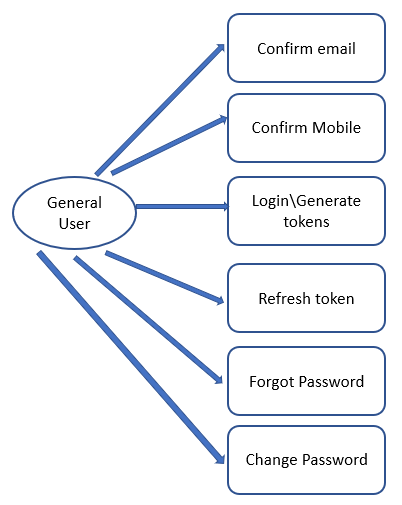 Confirm email
Confirm Mobile
General
User
Login\Generate
tokens
Refresh token
Forgot Password
Change Password